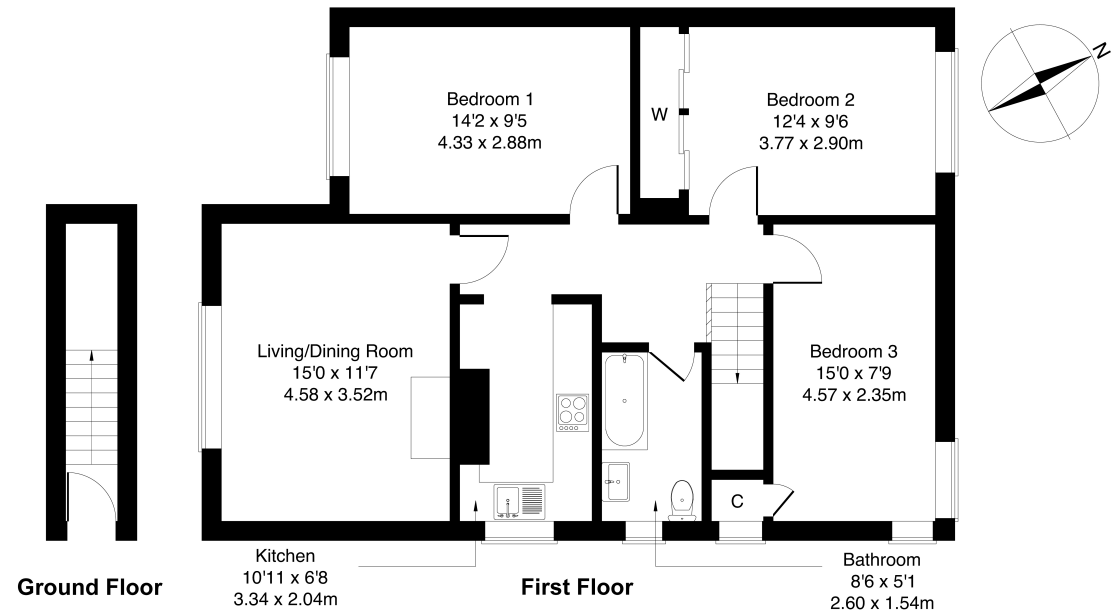 Bedroom 1
14'2 x 9'5
4.33 x 2.88m
W
Bedroom 2
12'4 x 9'6
3.77 x 2.90m
N
Living/Dining Room
15'0 x 11'7
4.58 x 3.52m
Bedroom 3
15'0 x 7'9
4.57 x 2.35m
C
Kitchen
10'11 x 6'8
3.34 x 2.04m
Bathroom
8'6 x 5'1
2.60 x 1.54m
Ground Floor
First Floor